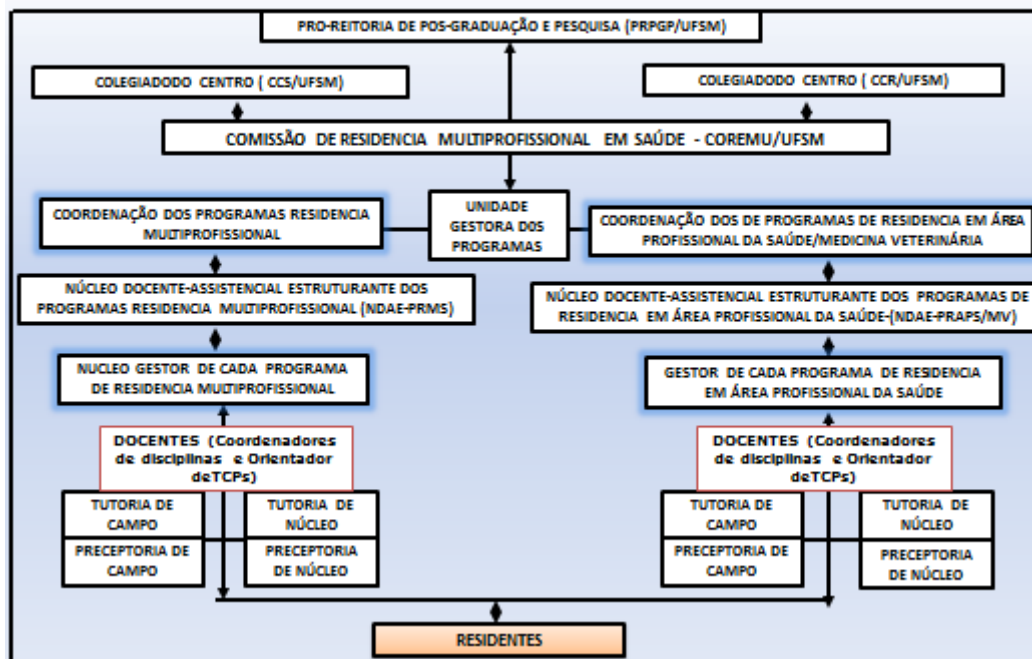 PRO-REITORIA DE POS-GRADUAÇÃO E PESQUISA (PRPGP/UFSM)
COLEGIADODO CENTRO ( CCS/UFSM)
COLEGIADODO CENTRO ( CCR/UFSM)
COMISSÃO DE RESIDENCIA MULTIPROFISSIONAL EM SAÚDE - COREMU/UFSM
COORDENAÇÃO DOS PROGRAMAS RESIDENCIA
MULTIPROFISSIONAL
UNIDADE
GESTORA DOS
PROGRAMAS
COORDENAÇÃO DOS DE PROGRAMAS DE RESIDENCIA EM ÁREA
PROFISSIONAL DA SAÚDE/MEDICINA VETERINÁRIA
NÚCLEO DOCENTE-ASSISTENCIAL ESTRUTURANTE DOS
PROGRAMAS RESIDENCIA MULTIPROFISSIONAL (NDAE-PRMS)
NÚCLEO DOCENTE-ASSISTENCIAL ESTRUTURANTE DOS PROGRAMAS DE
RESIDENCIA EM ÁREA PROFISSIONAL DA SAÚDE-(NDAE-PRAPS/MV)
NUCLEO GESTOR DE CADA PROGRAMA
DE RESIDENCIA MULTIPROFISSIONAL
GESTOR DE CADA PROGRAMA DE RESIDENCIA
EM ÁREA PROFISSIONAL DA SAÚDE
DOCENTES (Coordenadores
de disciplinas e Orientador
deTCPs)
DOCENTES (Coordenadores
de disciplinas e Orientador
deTCPs)
TUTORIA DE
CAMPO
TUTORIA DE
NÚCLEO
PRECEPTORIA DE
CAMPO
PRECEPTORIA
DE NÚCLEO
TUTORIA DE
CAMPO
TUTORIA DE
NÚCLEO
PRECEPTORIA DE
CAMPO
PRECEPTORIA
DE NÚCLEO
RESIDENTES